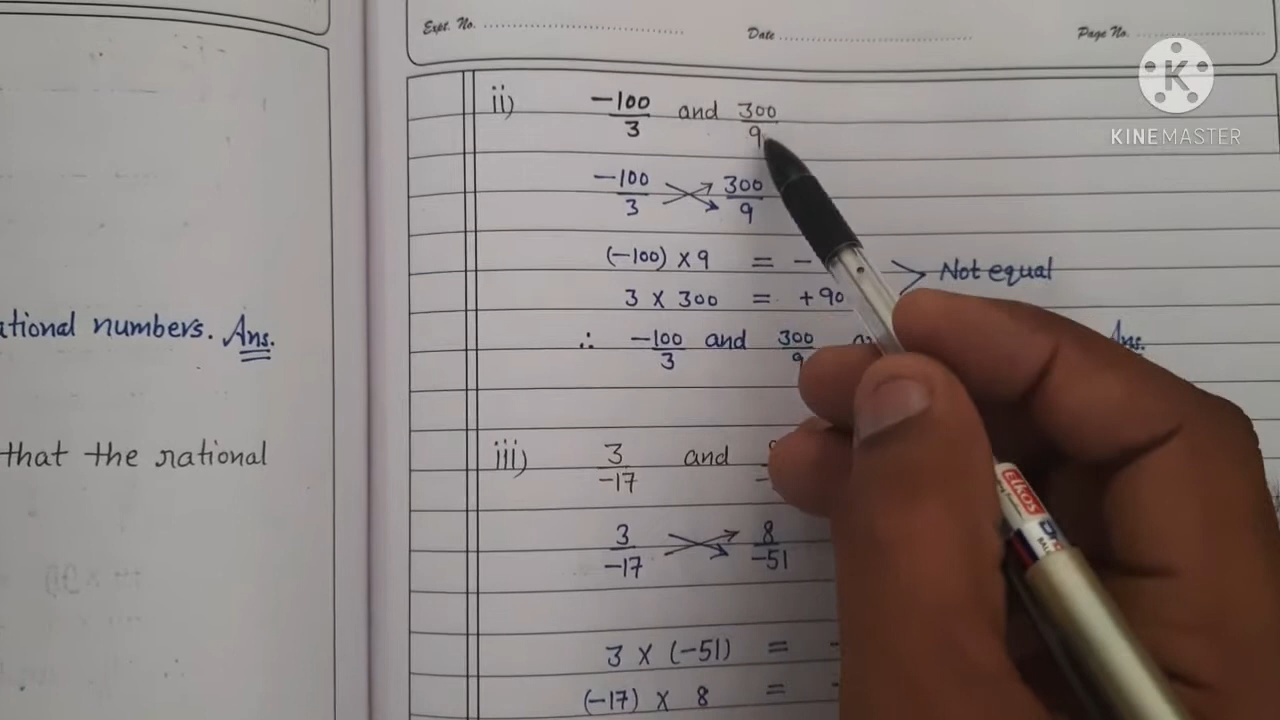 Expt. No.
Date
Page No.
K
KINEMASTER
ational numbers. Ans.
that the rational
ii) -100/3 and 300/9
-100/3 300/9
(-100) × 9 = -
3 × 300 = +90
Not equal
∴ -100/3 and 300/9
Ans.
iii) 3/-17 and
3/-17 8/-51
3 × (-51) = -
(-17) × 8 = -
elkos